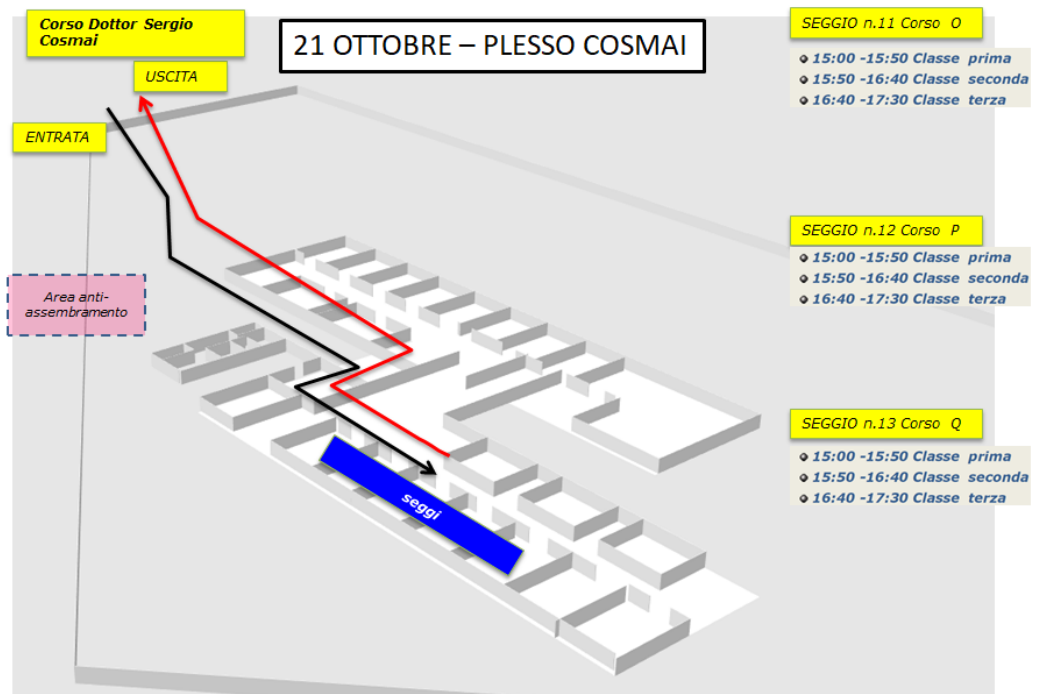 Corso Dottor Sergio
Cosmai
USCITA
ENTRATA
21 OTTOBRE – PLESSO COSMAI
Area anti-
assembramento
seggi
SEGGIO n.11 Corso O
15:00 -15:50 Classe prima
15:50 -16:40 Classe seconda
16:40 -17:30 Classe terza
SEGGIO n.12 Corso P
15:00 -15:50 Classe prima
15:50 -16:40 Classe seconda
16:40 -17:30 Classe terza
SEGGIO n.13 Corso Q
15:00 -15:50 Classe prima
15:50 -16:40 Classe seconda
16:40 -17:30 Classe terza